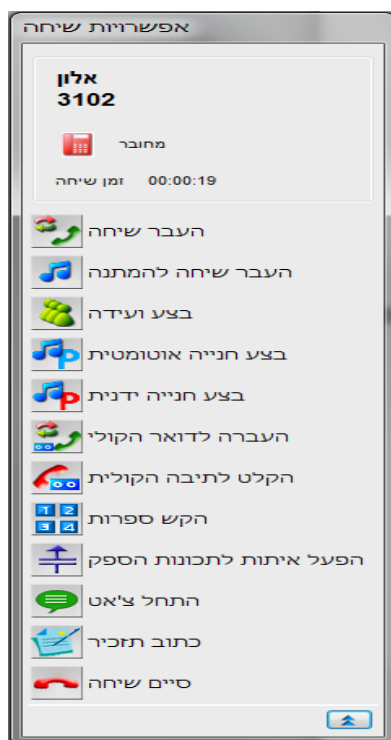 אפשרויות שיחה
אלון
3102
מחובר
זמן שיחה 00:00:19
העבר שיחה
העבר שיחה להמתנה
בצע ועידה
בצע חנייה אוטומטית
בצע חנייה ידנית
העברה לדואר הקולי
הקלט לתיבה הקולית
הקש ספרות
הפעל איתות לתכונות הספק
התחל צ'אט
כתוב תזכיר
סיים שיחה